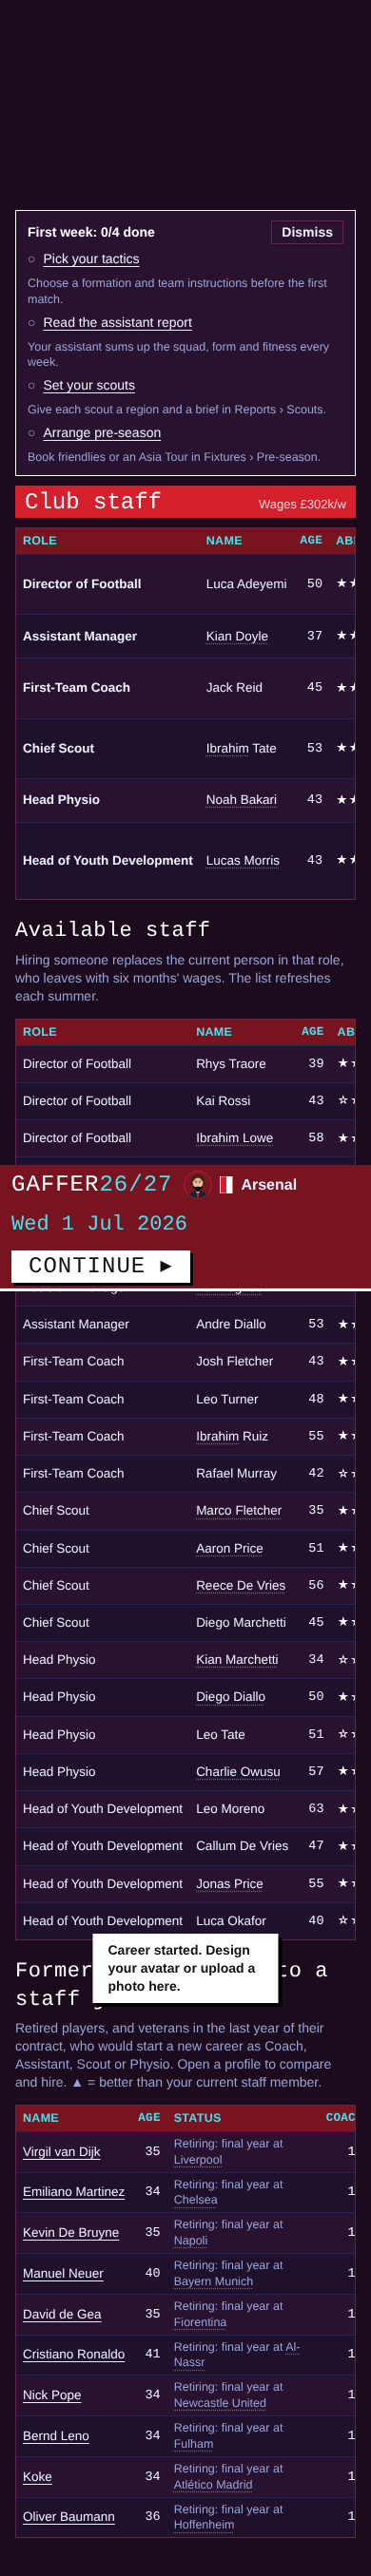 First week: 0/4 done
Dismiss
○ Pick your tactics
Choose a formation and team instructions before the first
match.
○ Read the assistant report
Your assistant sums up the squad, form and fitness every
week.
○ Set your scouts
Give each scout a region and a brief in Reports › Scouts.
○ Arrange pre-season
Book friendlies or an Asia Tour in Fixtures › Pre-season.
Club staff Wages £302k/w
ROLE NAME AGE
Director of Football Luca Adeyemi 50 ★
Assistant Manager Kian Doyle 37 ★
First-Team Coach Jack Reid 45 ★
Chief Scout Ibrahim Tate 53 ★
Head Physio Noah Bakari 43 ★
Head of Youth Development Lucas Morris 43 ★
Available staff
Hiring someone replaces the current person in that role,
who leaves with six months' wages. The list refreshes
each summer.
ROLE NAME AGE
Director of Football Rhys Traore 39 ★
Director of Football Kai Rossi 43 ☆
Director of Football Ibrahim Lowe 58 ★
GAFFER26/27 Arsenal
Wed 1 Jul 2026
CONTINUE ►
Assistant Manager Andre Diallo 53 ★
First-Team Coach Josh Fletcher 43 ★
First-Team Coach Leo Turner 48 ★
First-Team Coach Ibrahim Ruiz 55 ★
First-Team Coach Rafael Murray 42 ☆
Chief Scout Marco Fletcher 35 ★
Chief Scout Aaron Price 51 ★
Chief Scout Reece De Vries 56 ★
Chief Scout Diego Marchetti 45 ★
Head Physio Kian Marchetti 34 ☆
Head Physio Diego Diallo 50 ★
Head Physio Leo Tate 51 ☆
Head Physio Charlie Owusu 57 ★
Head of Youth Development Leo Moreno 63 ★
Head of Youth Development Callum De Vries 47 ★
Head of Youth Development Jonas Price 55 ★
Head of Youth Development Luca Okafor 40 ☆
Career started. Design
your avatar or upload a
photo here.
to a
staff
Retired players, and veterans in the last year of their
contract, who would start a new career as Coach,
Assistant, Scout or Physio. Open a profile to compare
and hire. ▲ = better than your current staff member.
NAME AGE STATUS
Virgil van Dijk 35 Retiring: final year at
Liverpool
Emiliano Martinez 34 Retiring: final year at
Chelsea
Kevin De Bruyne 35 Retiring: final year at
Napoli
Manuel Neuer 40 Retiring: final year at
Bayern Munich
David de Gea 35 Retiring: final year at
Fiorentina
Cristiano Ronaldo 41 Retiring: final year at Al-
Nassr
Nick Pope 34 Retiring: final year at
Newcastle United
Bernd Leno 34 Retiring: final year at
Fulham
Koke 34 Retiring: final year at
Atlético Madrid
Oliver Baumann 36 Retiring: final year at
Hoffenheim